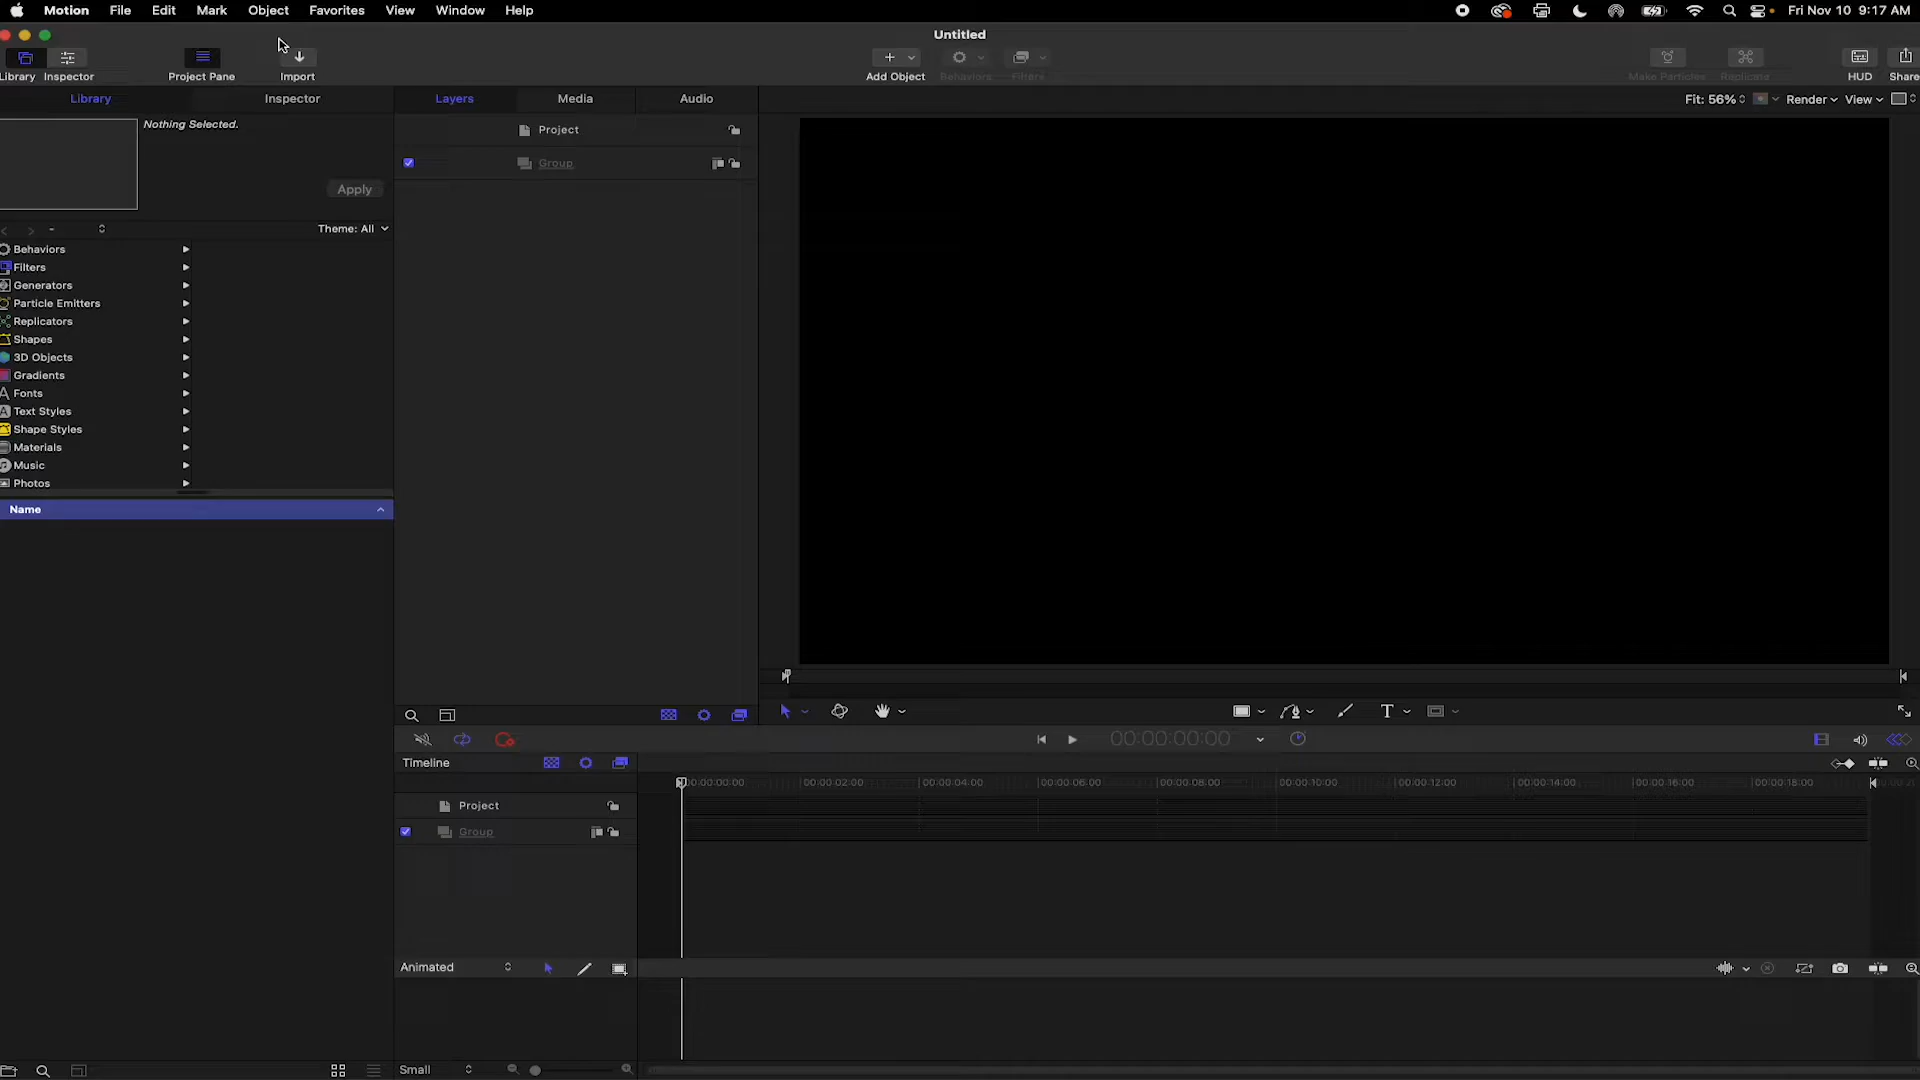 Motion File Edit Mark Object Favorites View Window Help Fri Nov 10 9:17 AM
Untitled
Library Inspector Project Pane Import Add Object Behaviors Filters Make Particles Replicate HUD Share
Library Inspector Layers Media Audio Fit: 56% Render View
Nothing Selected.
Project
Group
Apply
Theme: All
Behaviors
Filters
Generators
Particle Emitters
Replicators
Shapes
3D Objects
Gradients
Fonts
Text Styles
Shape Styles
Materials
Music
Photos
Name
T
00:00:00:00
Timeline
00:00:00:00 00:00:02:00 00:00:04:00 00:00:06:00 00:00:08:00 00:00:10:00 00:00:12:00 00:00:14:00 00:00:16:00 00:00:18:00
Project
Group
Animated
Small